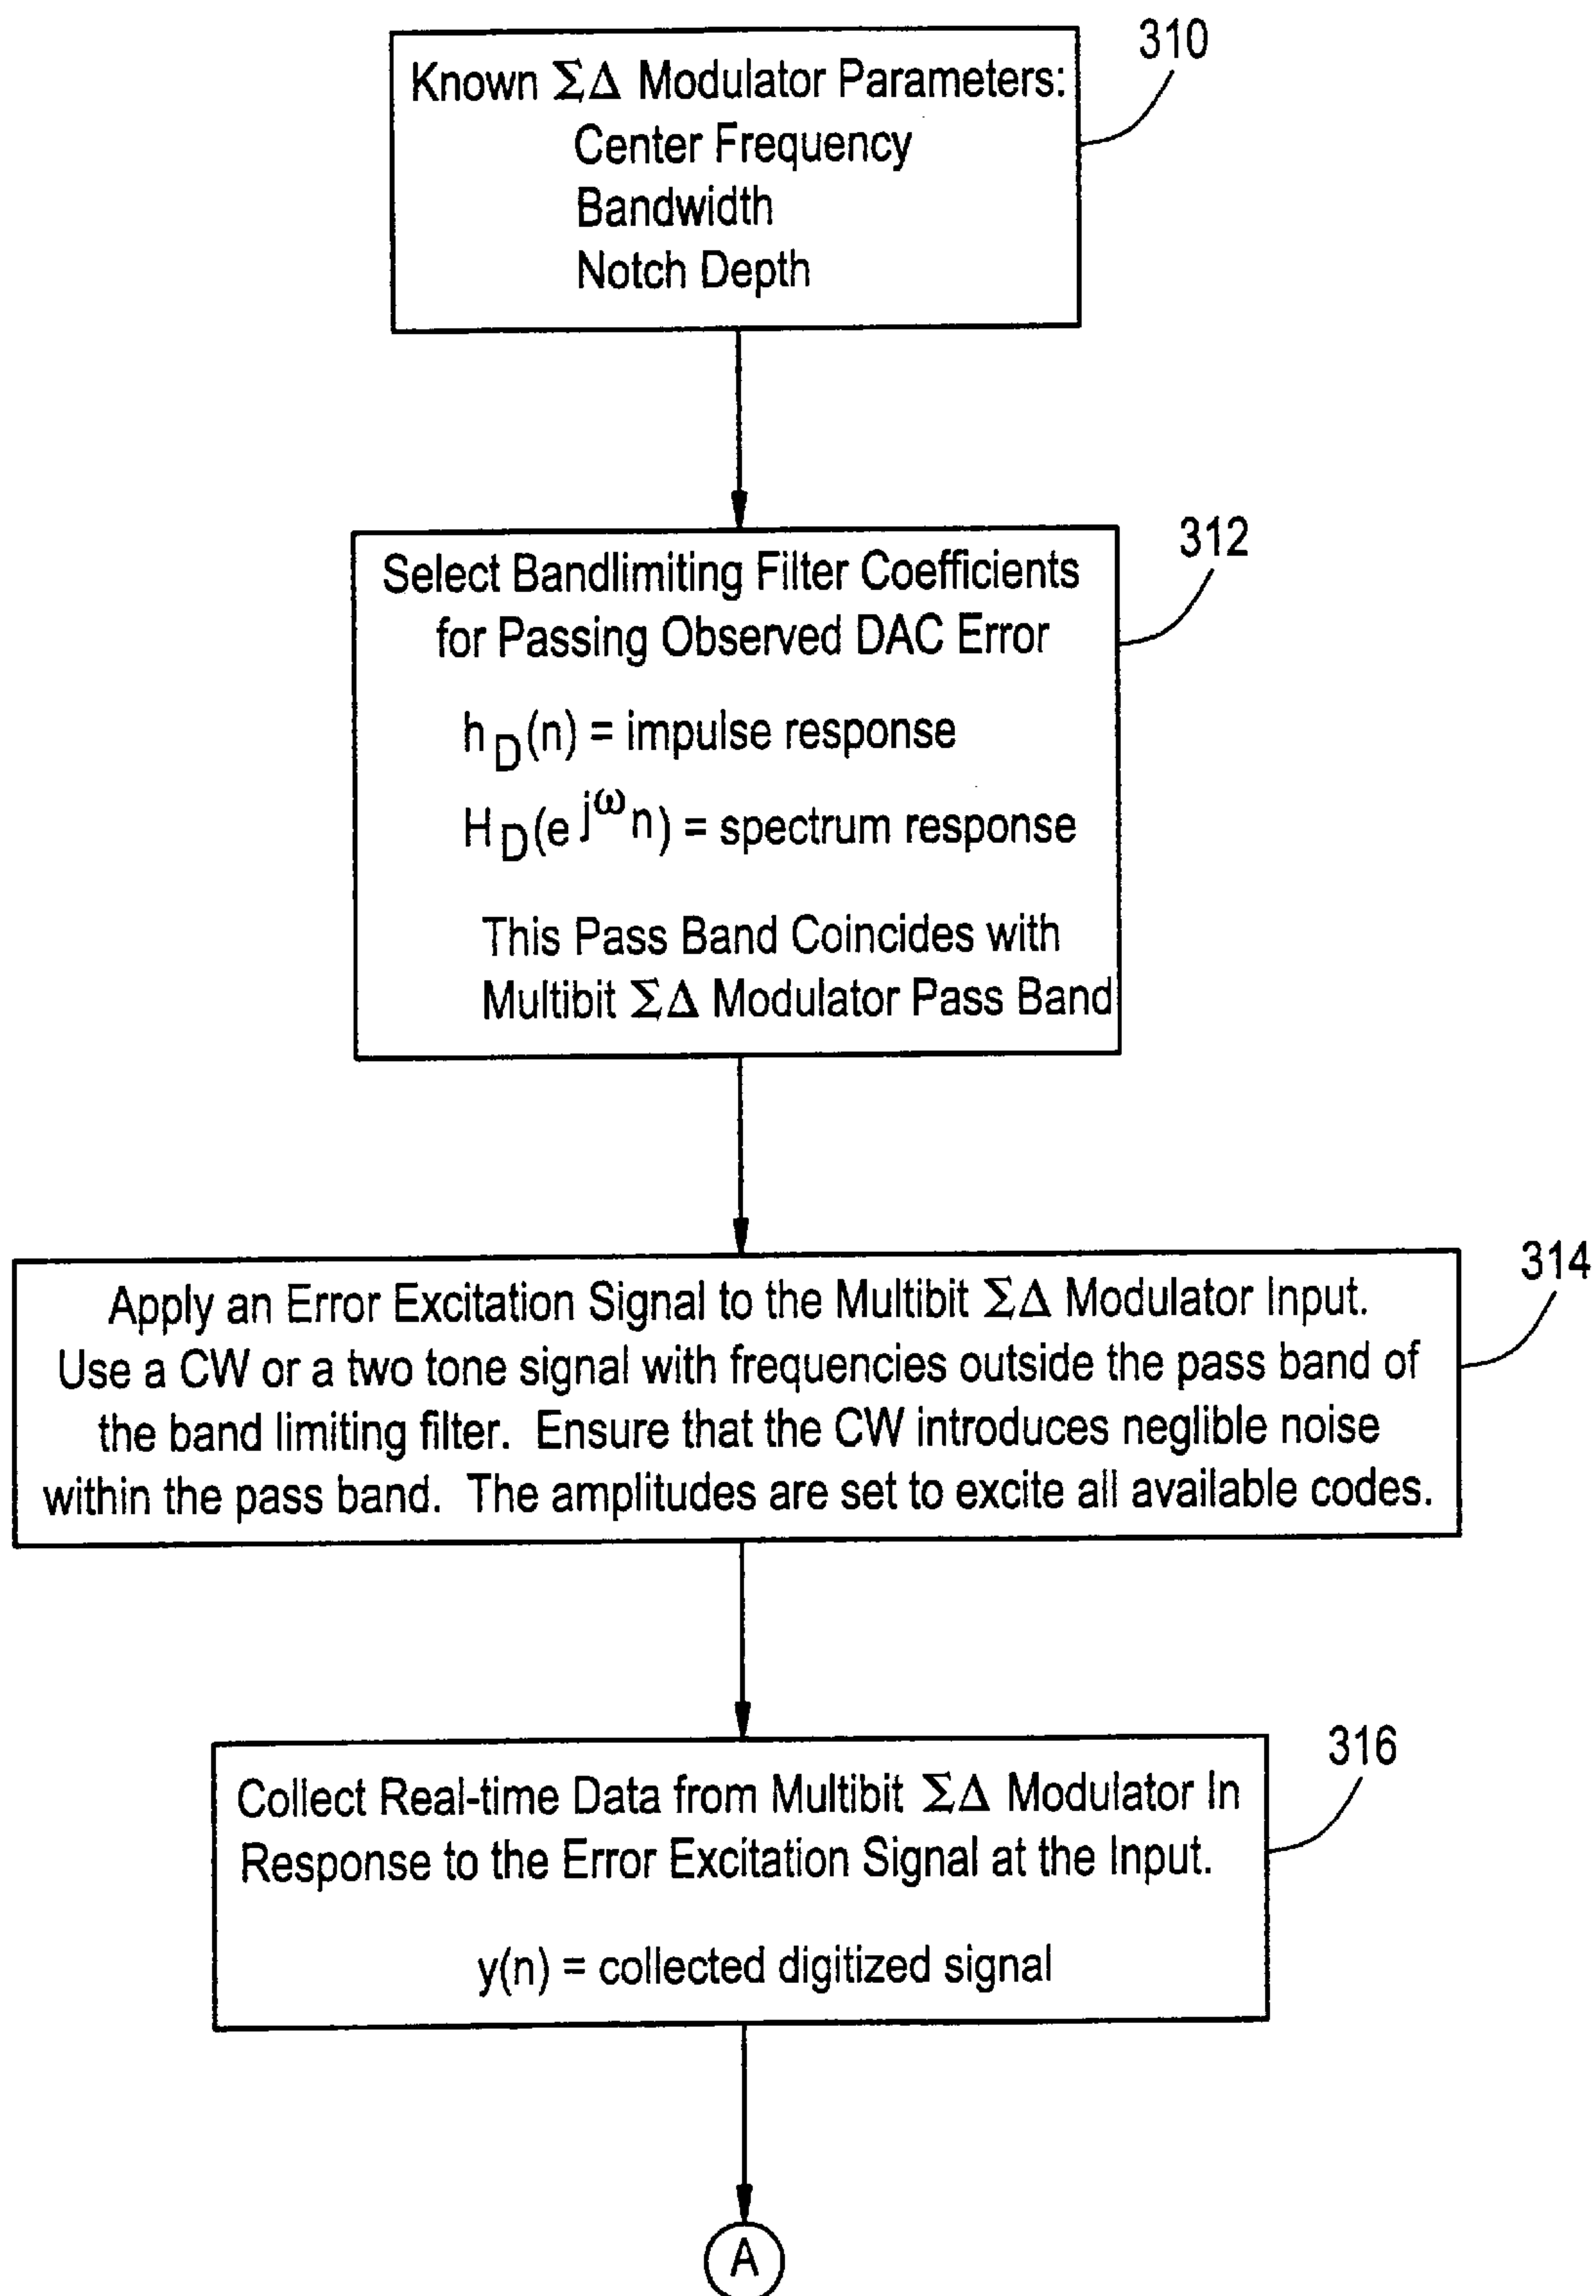 310
Known ΣΔ Modulator Parameters:
Center Frequency
Bandwidth
Notch Depth
312
Select Bandlimiting Filter Coefficients
for Passing Observed DAC Error
h_D(n) = impulse response
H_D(e^jω n) = spectrum response
This Pass Band Coincides with
Multibit ΣΔ Modulator Pass Band
314
Apply an Error Excitation Signal to the Multibit ΣΔ Modulator Input.
Use a CW or a two tone signal with frequencies outside the pass band of
the band limiting filter. Ensure that the CW introduces neglible noise
within the pass band. The amplitudes are set to excite all available codes.
316
Collect Real-time Data from Multibit ΣΔ Modulator In
Response to the Error Excitation Signal at the Input.
y(n) = collected digitized signal
A